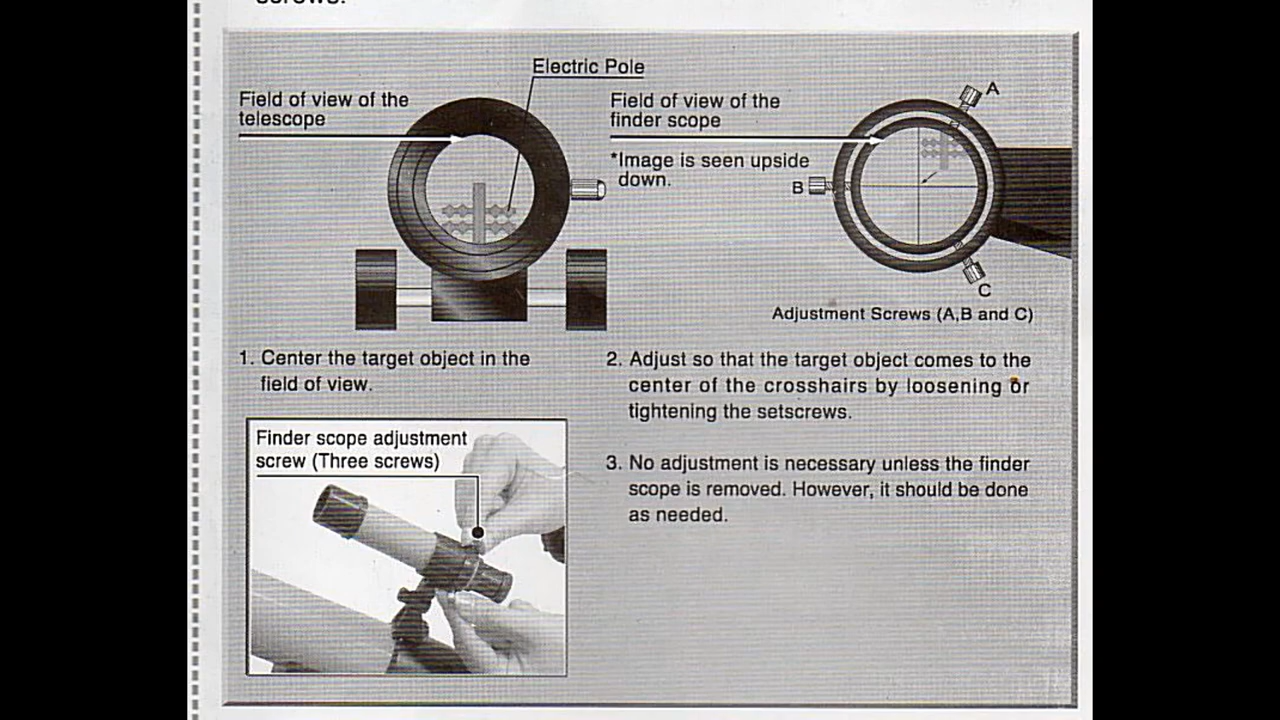 screws.
Electric Pole
Field of view of the
telescope
Field of view of the
finder scope
*Image is seen upside
down.
A
B
C
Adjustment Screws (A,B and C)
1. Center the target object in the
field of view.
2. Adjust so that the target object comes to the
center of the crosshairs by loosening or
tightening the setscrews.
Finder scope adjustment
screw (Three screws)
3. No adjustment is necessary unless the finder
scope is removed. However, it should be done
as needed.